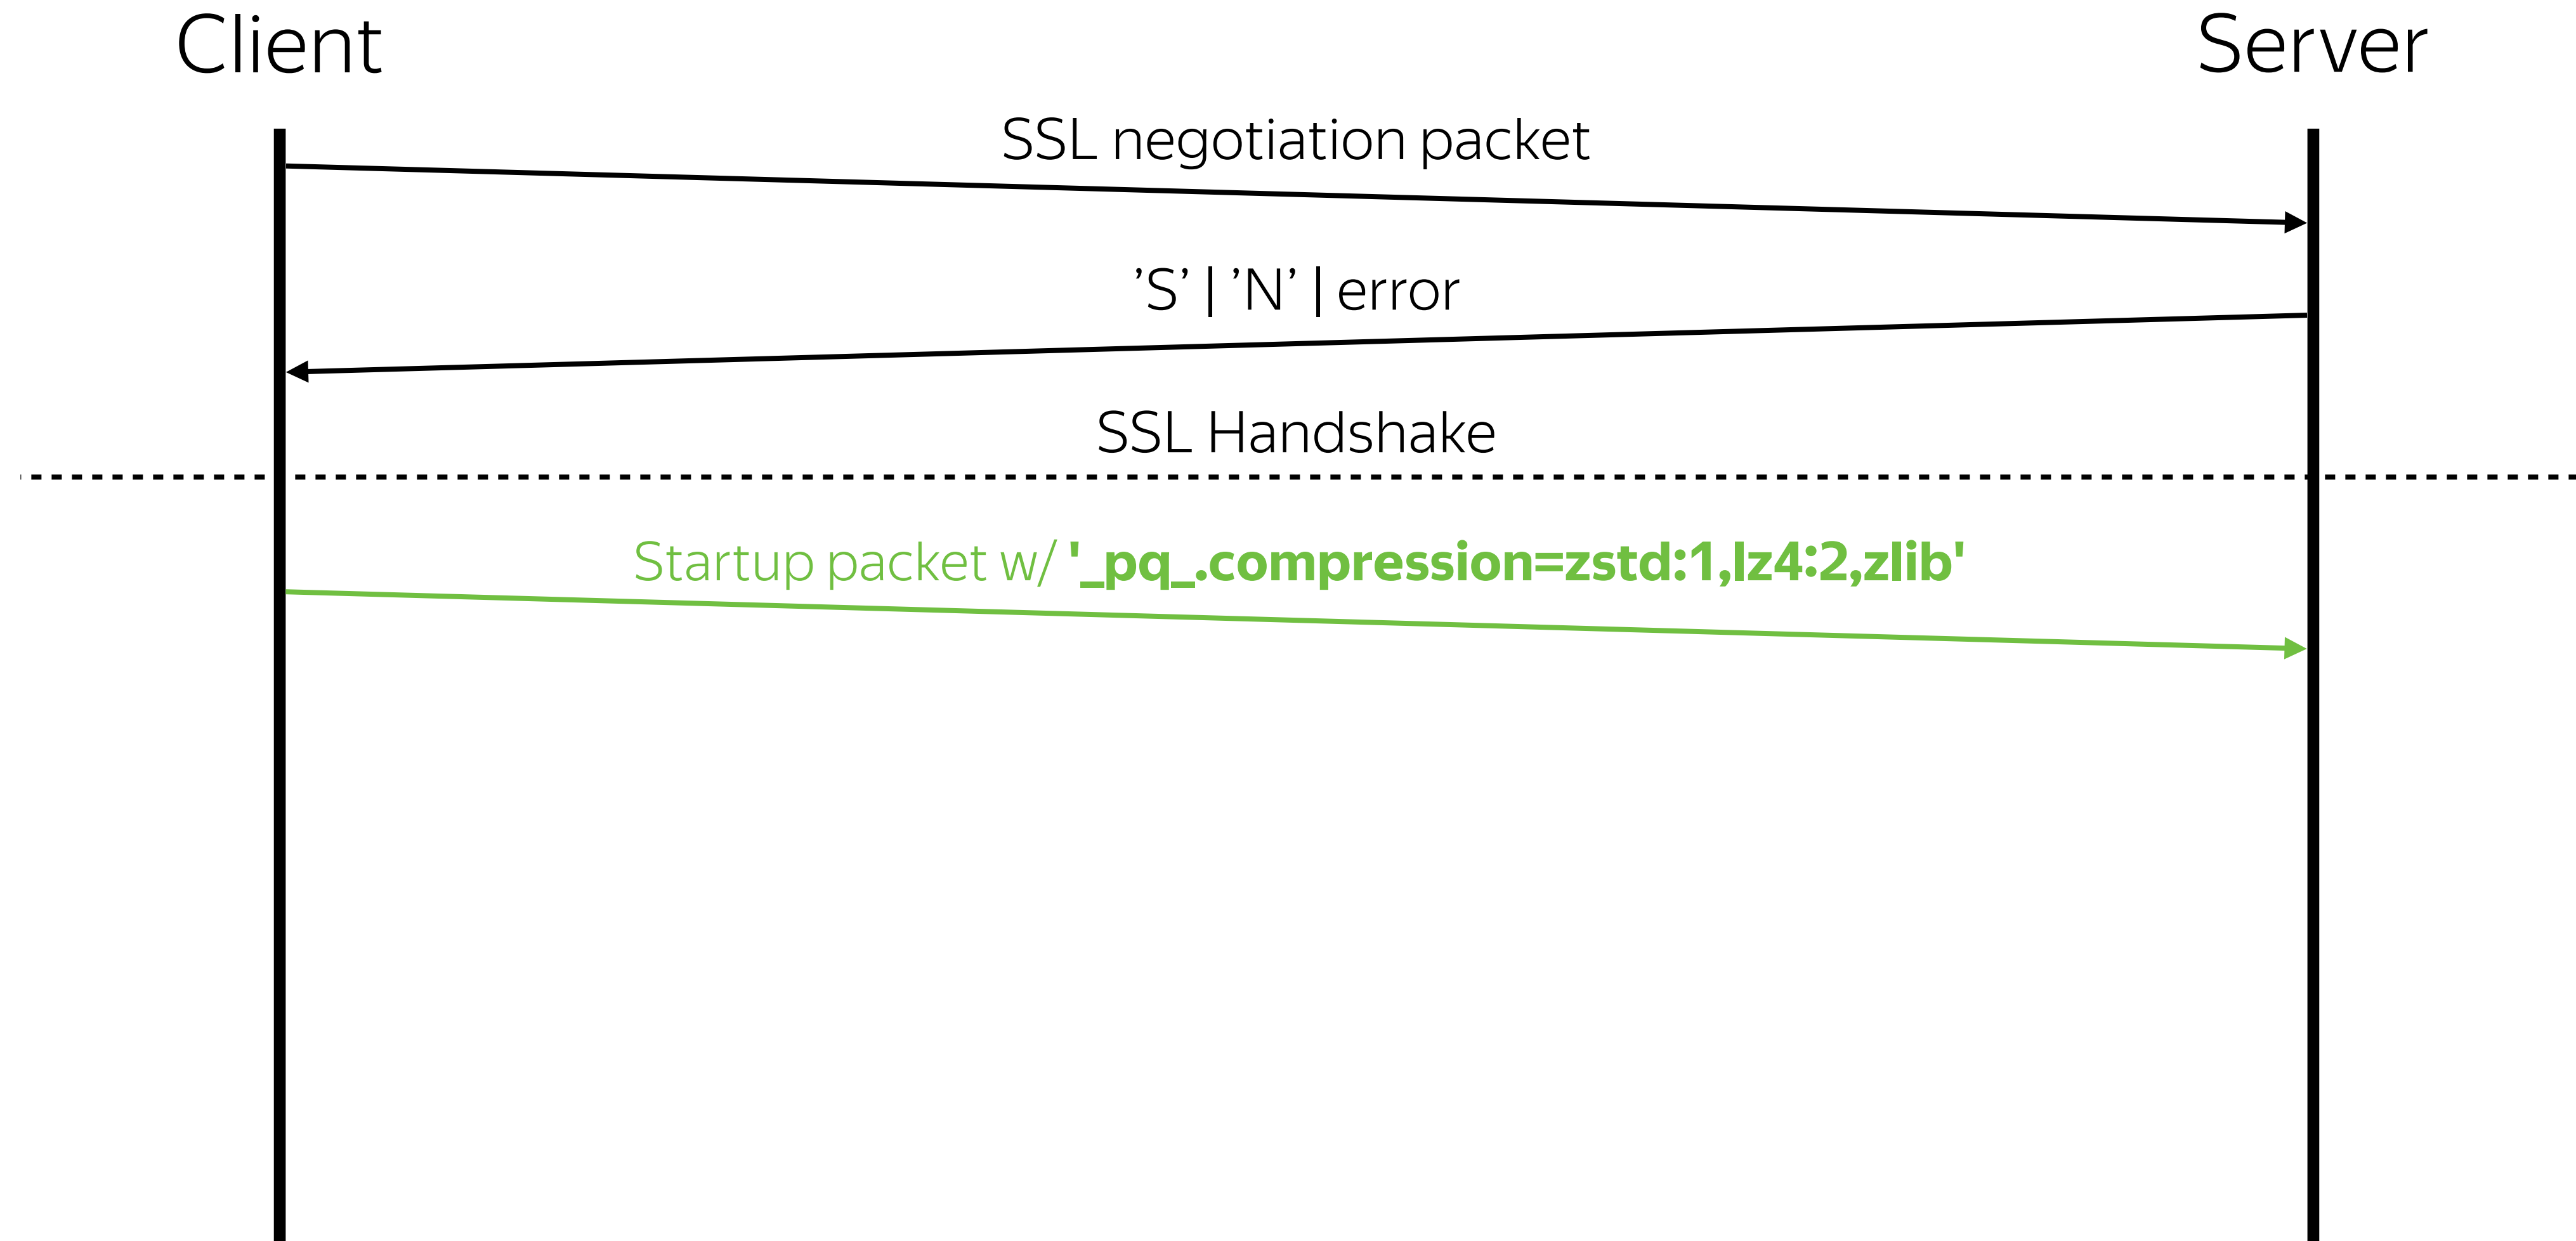 Client
Server
SSL negotiation packet
’S’ | ’N’ | error
SSL Handshake
Startup packet w/ '_pq_.compression=zstd:1,lz4:2,zlib'